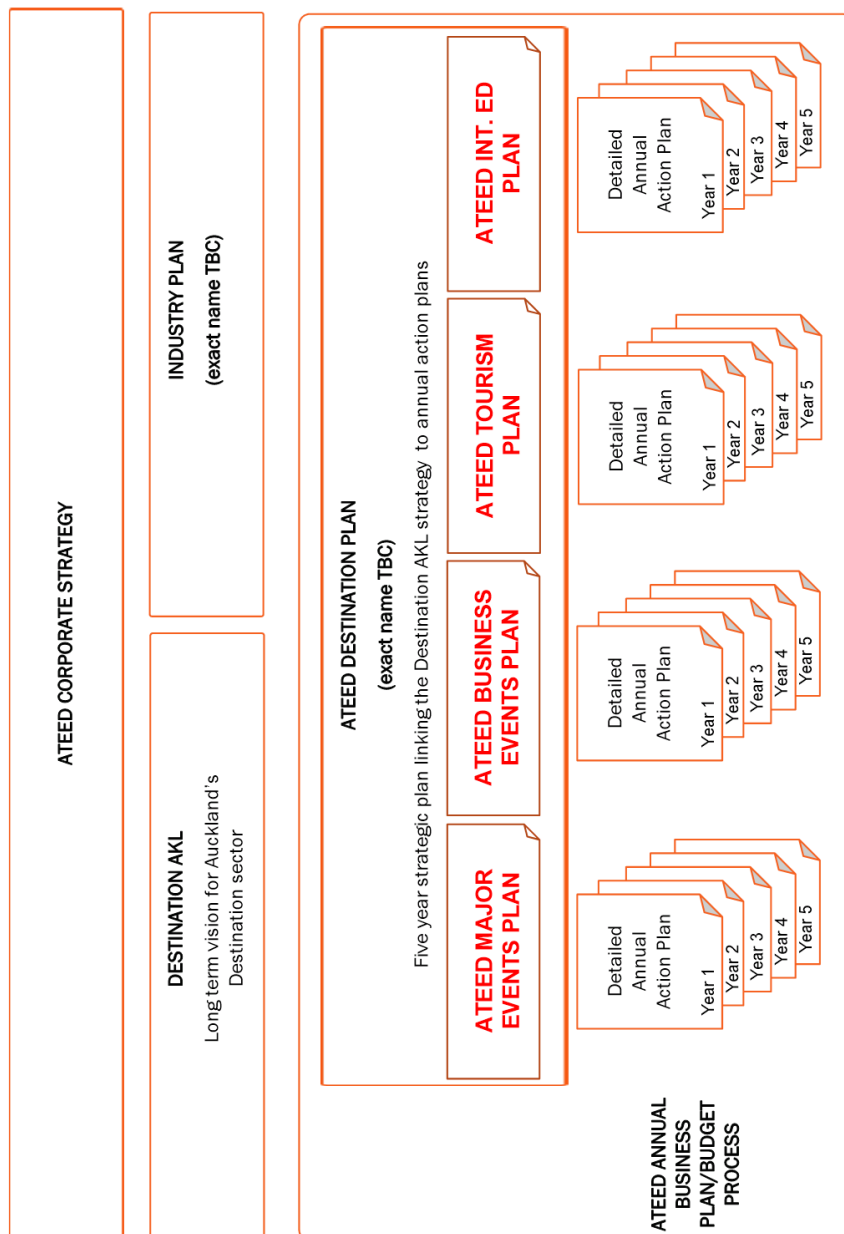 ATEED CORPORATE STRATEGY
DESTINATION AKL
Long term vision for Auckland's
Destination sector
INDUSTRY PLAN
(exact name TBC)
ATEED DESTINATION PLAN
(exact name TBC)
Five year strategic plan linking the Destination AKL strategy to annual action plans
ATEED MAJOR
EVENTS PLAN
ATEED BUSINESS
EVENTS PLAN
ATEED TOURISM
PLAN
ATEED INT. ED
PLAN
ATEED ANNUAL
BUSINESS
PLAN/BUDGET
PROCESS
Detailed
Annual
Action Plan
Year 1
Year 2
Year 3
Year 4
Year 5
Detailed
Annual
Action Plan
Year 1
Year 2
Year 3
Year 4
Year 5
Detailed
Annual
Action Plan
Year 1
Year 2
Year 3
Year 4
Year 5
Detailed
Annual
Action Plan
Year 1
Year 2
Year 3
Year 4
Year 5